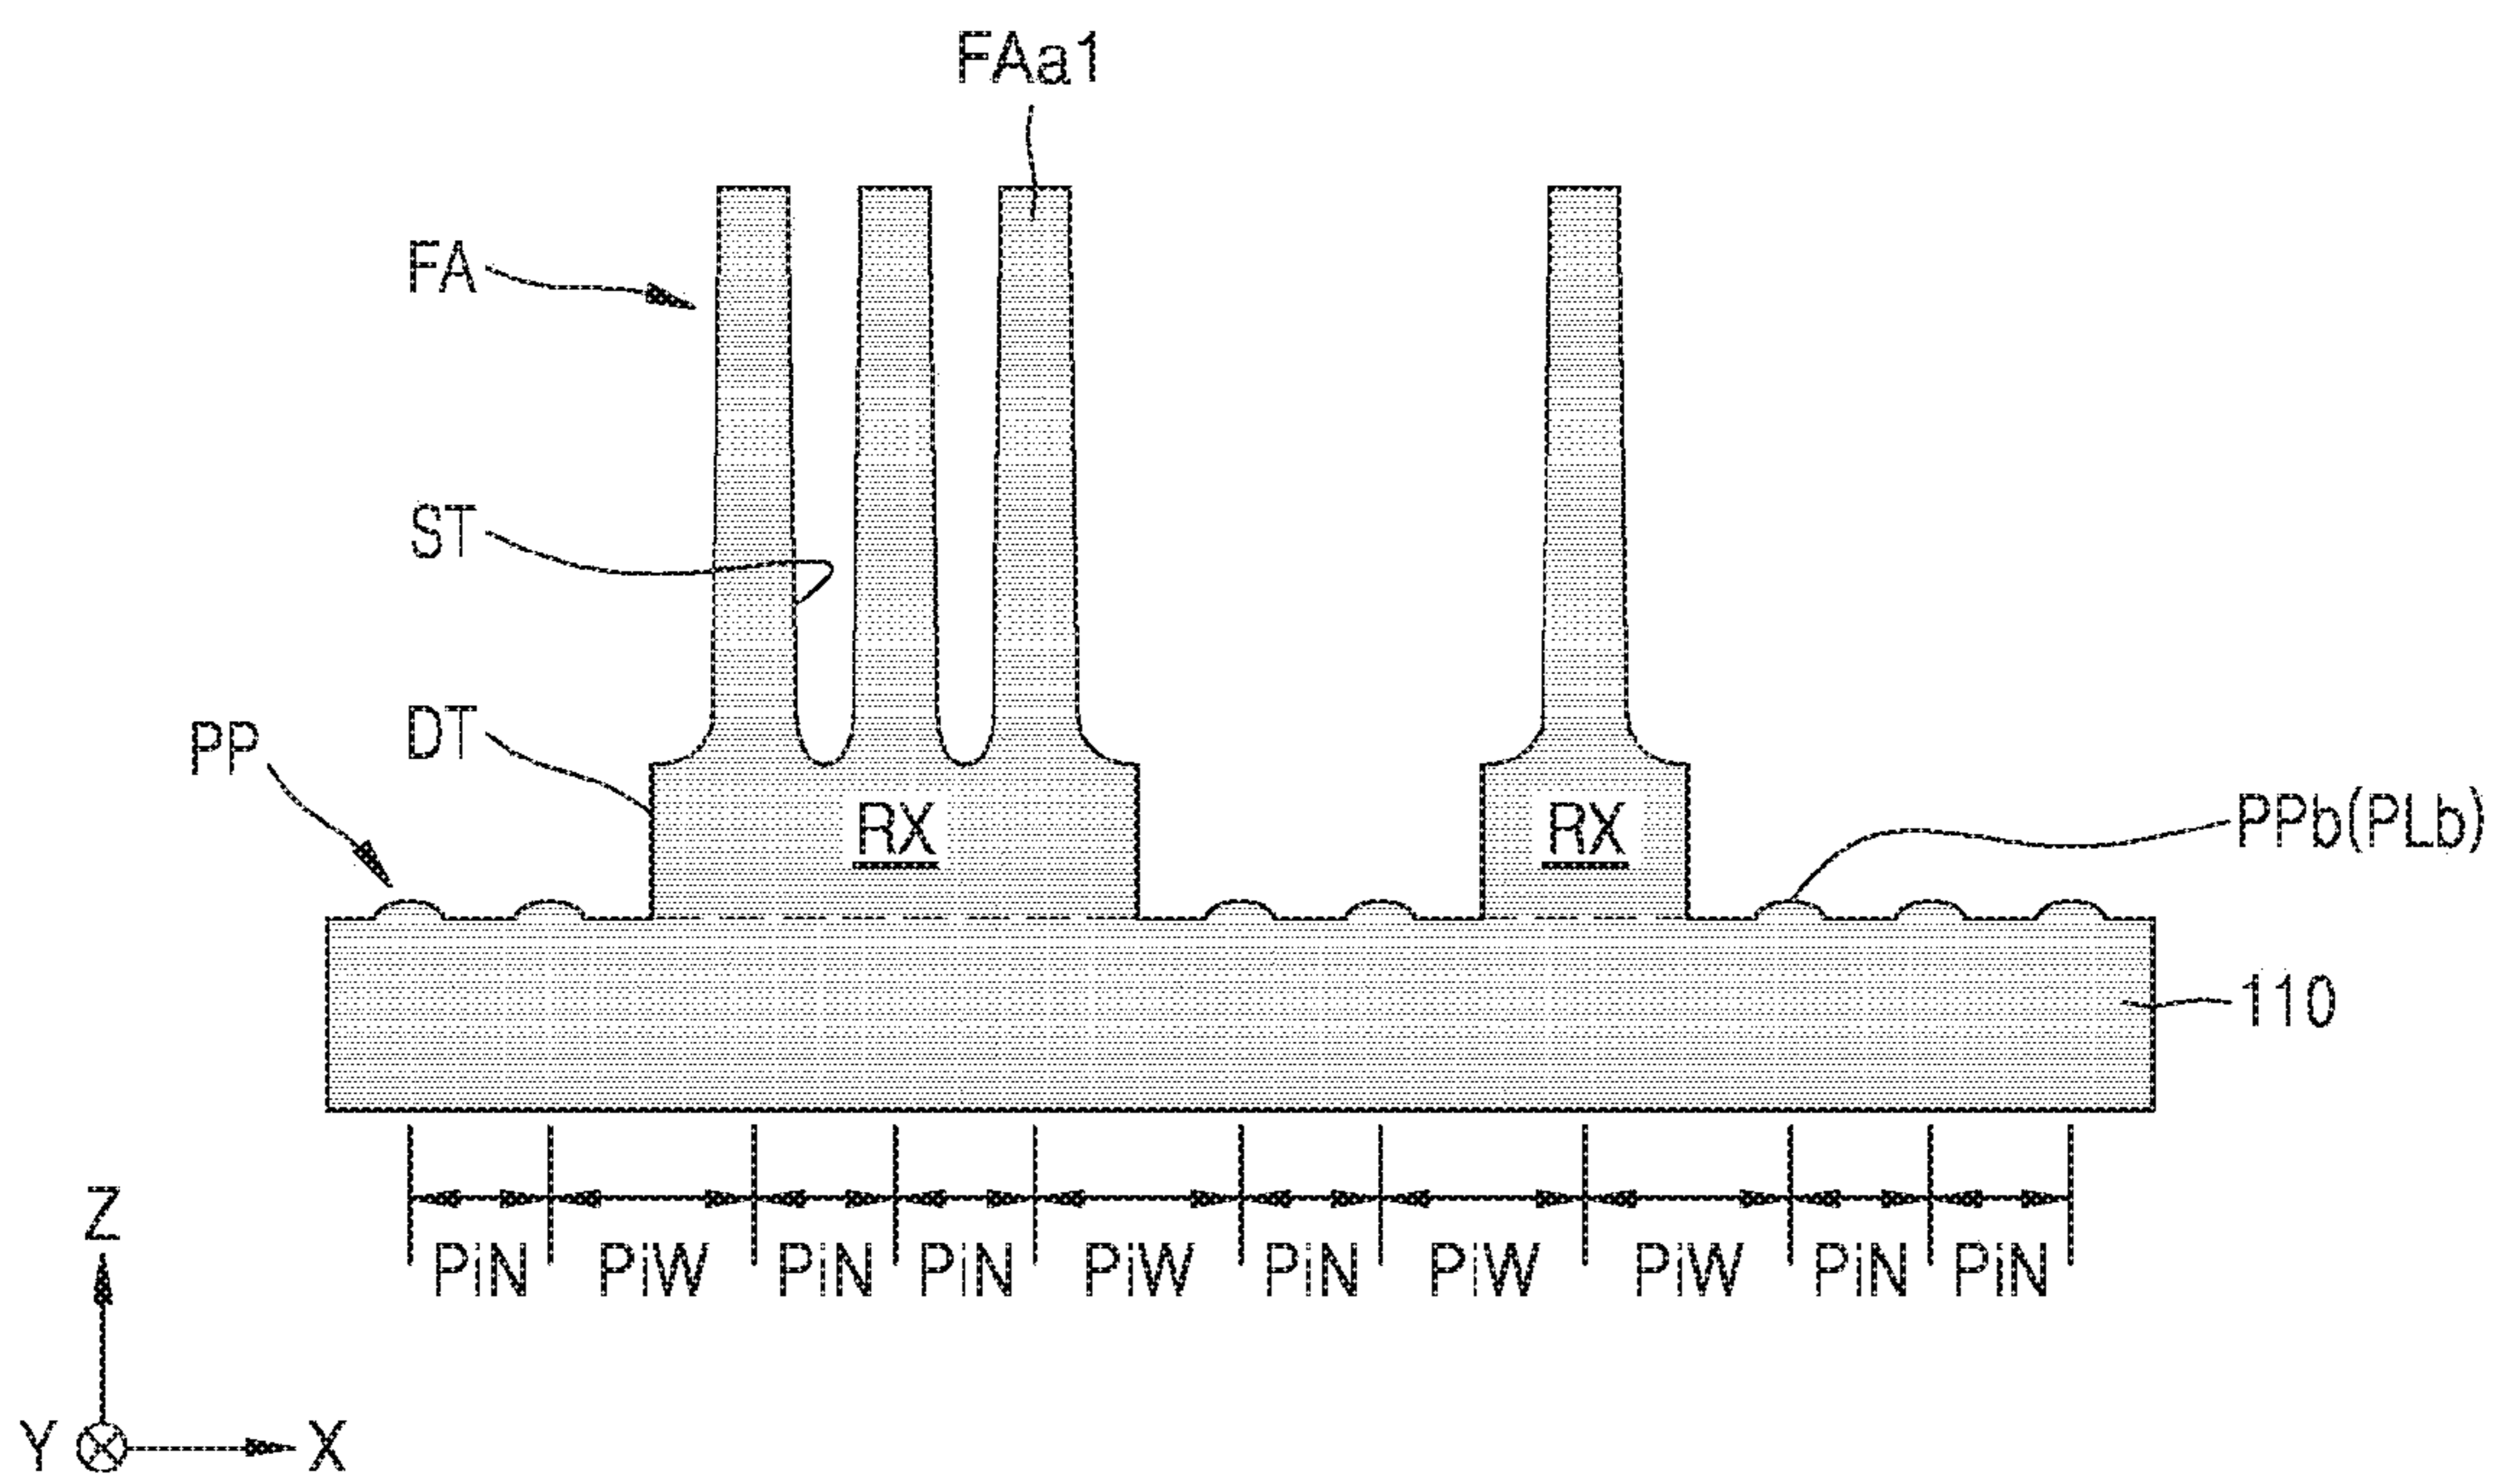 FAa1
FA
ST
DT
PP
RX
RX
PPb(PLb)
110
PiN PiW PiN PiN PiW PiN PiW PiW PiN PiN
Z
Y
X